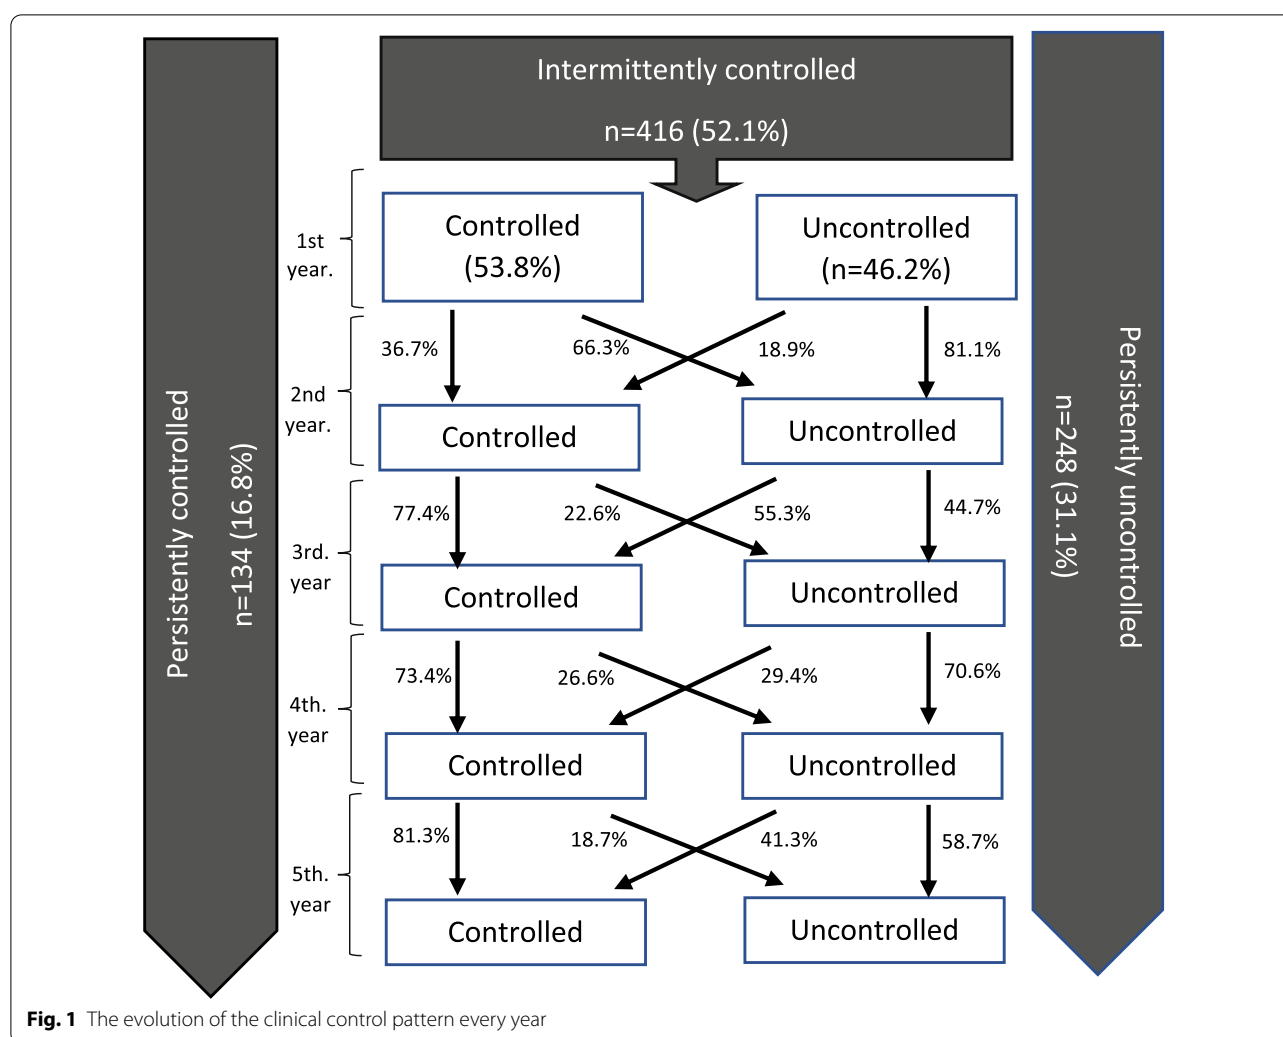 Intermittently controlled
n=416 (52.1%)
Persistently controlled
n=134 (16.8%)
Persistently uncontrolled
n=248 (31.1%)
1st
year.
Controlled
(53.8%)
Uncontrolled
(n=46.2%)
36.7%
66.3%
18.9%
81.1%
2nd
year.
Controlled
Uncontrolled
77.4%
22.6%
55.3%
44.7%
3rd.
year
Controlled
Uncontrolled
73.4%
26.6%
29.4%
70.6%
4th.
year
Controlled
Uncontrolled
81.3%
18.7%
41.3%
58.7%
5th.
year
Controlled
Uncontrolled
Fig. 1 The evolution of the clinical control pattern every year